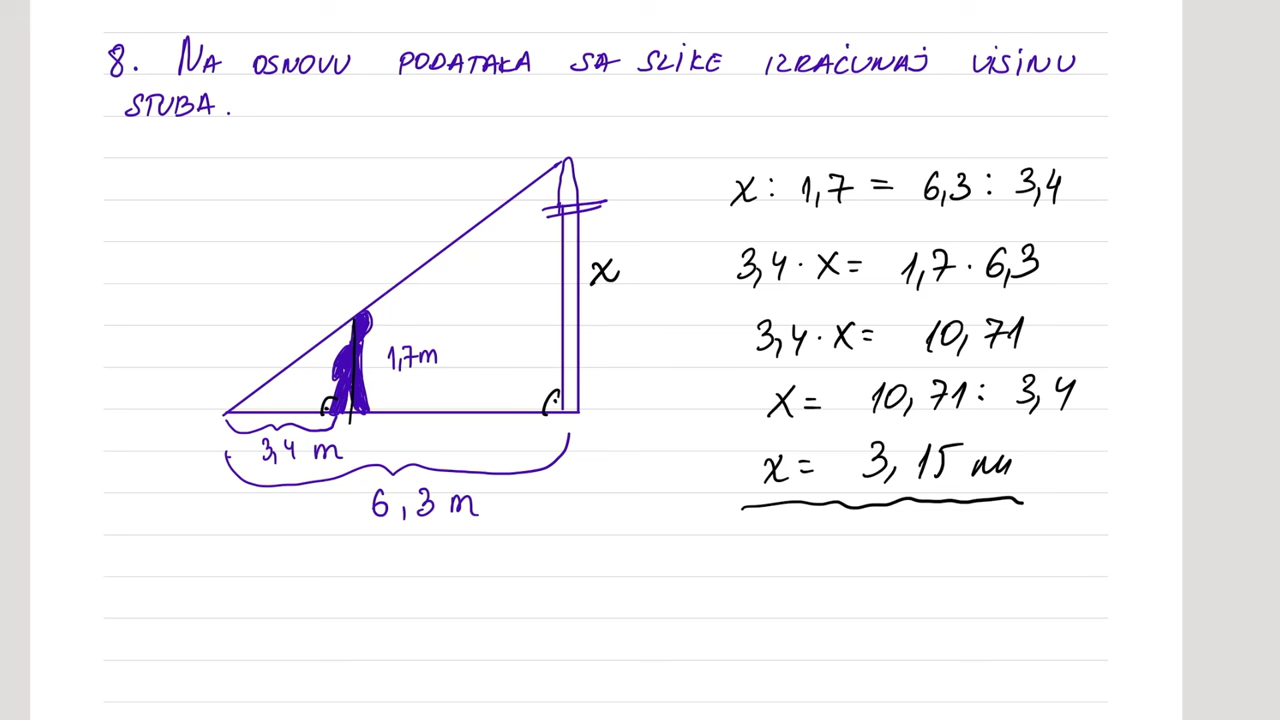 8. NA OSNOVU PODATAKA SA SLIKE IZRAČUNAJ VISINU
STUBA.
x
1,7m
3,4 m
6,3 m
x : 1,7 = 6,3 : 3,4
3,4 · x = 1,7 · 6,3
3,4 · x = 10,71
x = 10,71 : 3,4
x = 3,15 m